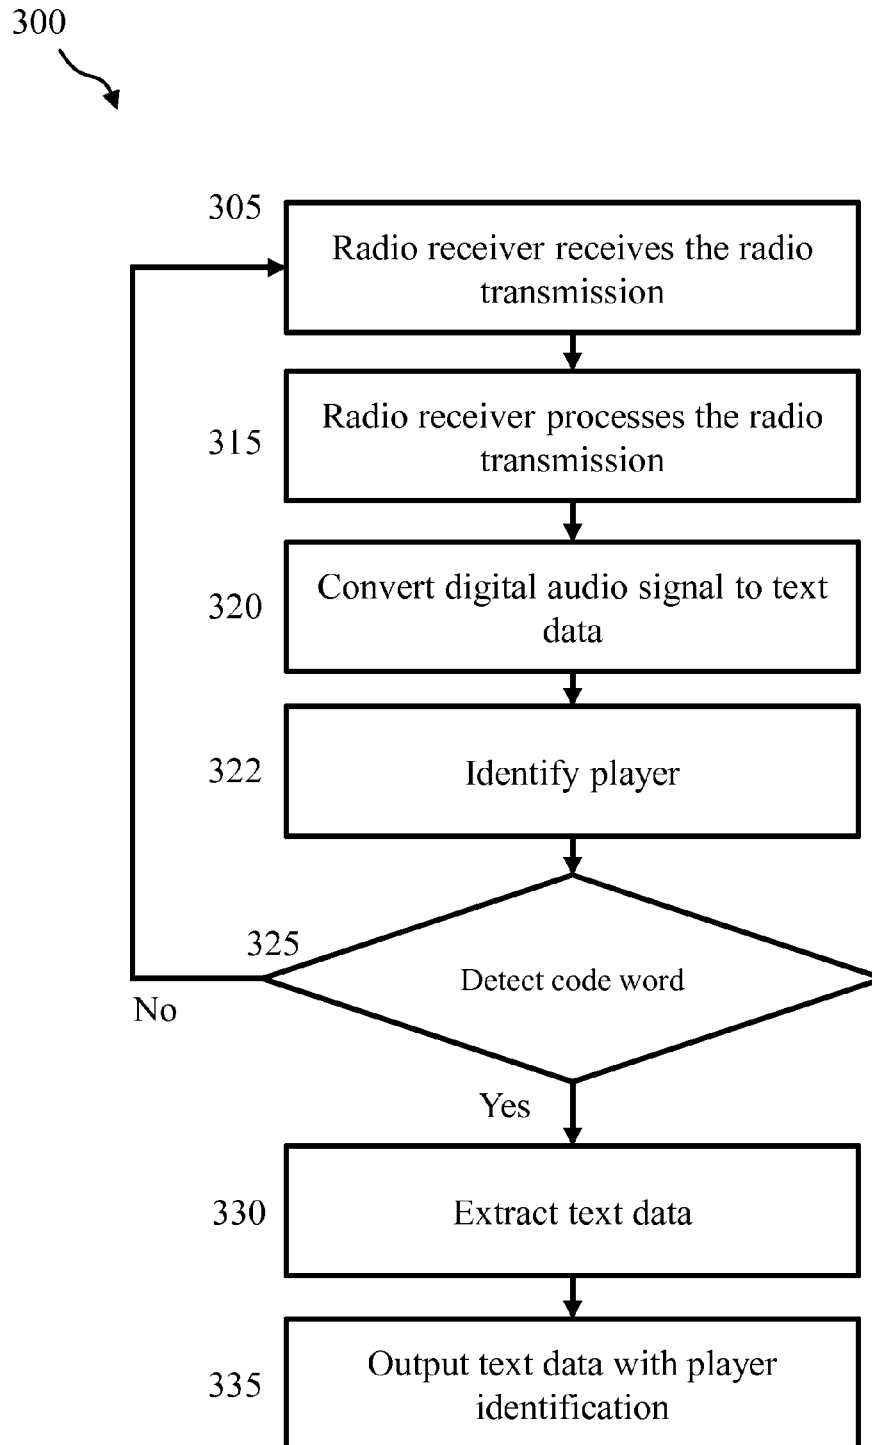 300
305
Radio receiver receives the radio
transmission
315
Radio receiver processes the radio
transmission
320
Convert digital audio signal to text
data
322
Identify player
325
Detect code word
No
Yes
330
Extract text data
335
Output text data with player
identification